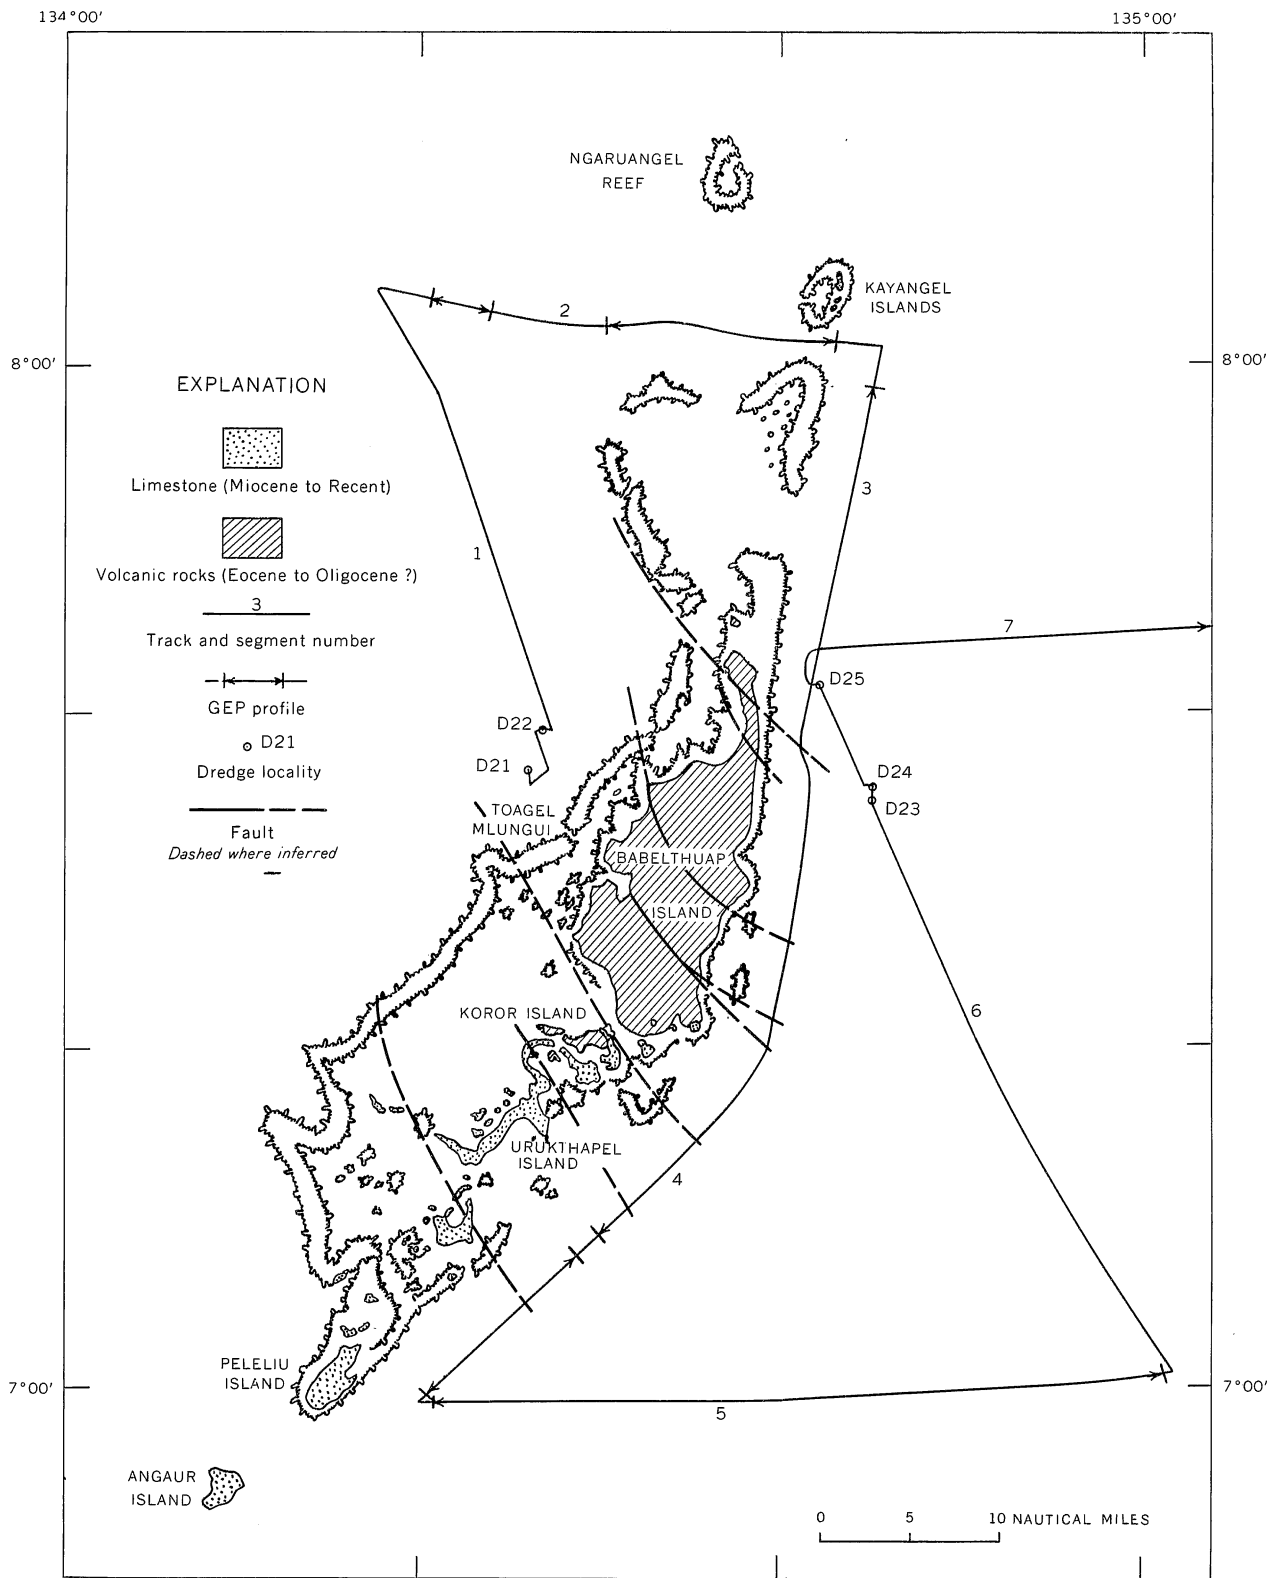 134°00′
135°00′
NGARUANGEL
REEF
KAYANGEL
ISLANDS
2
8°00′
8°00′
EXPLANATION
Limestone (Miocene to Recent)
3
1
Volcanic rocks (Eocene to Oligocene ?)
3
Track and segment number
7
GEP profile
D25
D21
D22
Dredge locality
D21
D24
D23
TOAGEL
MLUNGUI
Fault
Dashed where inferred
BABELTHUAP
ISLAND
KOROR ISLAND
6
URUKTHAPEL
ISLAND
4
PELELIU
ISLAND
7°00′
7°00′
5
ANGAUR
ISLAND
0 5 10 NAUTICAL MILES